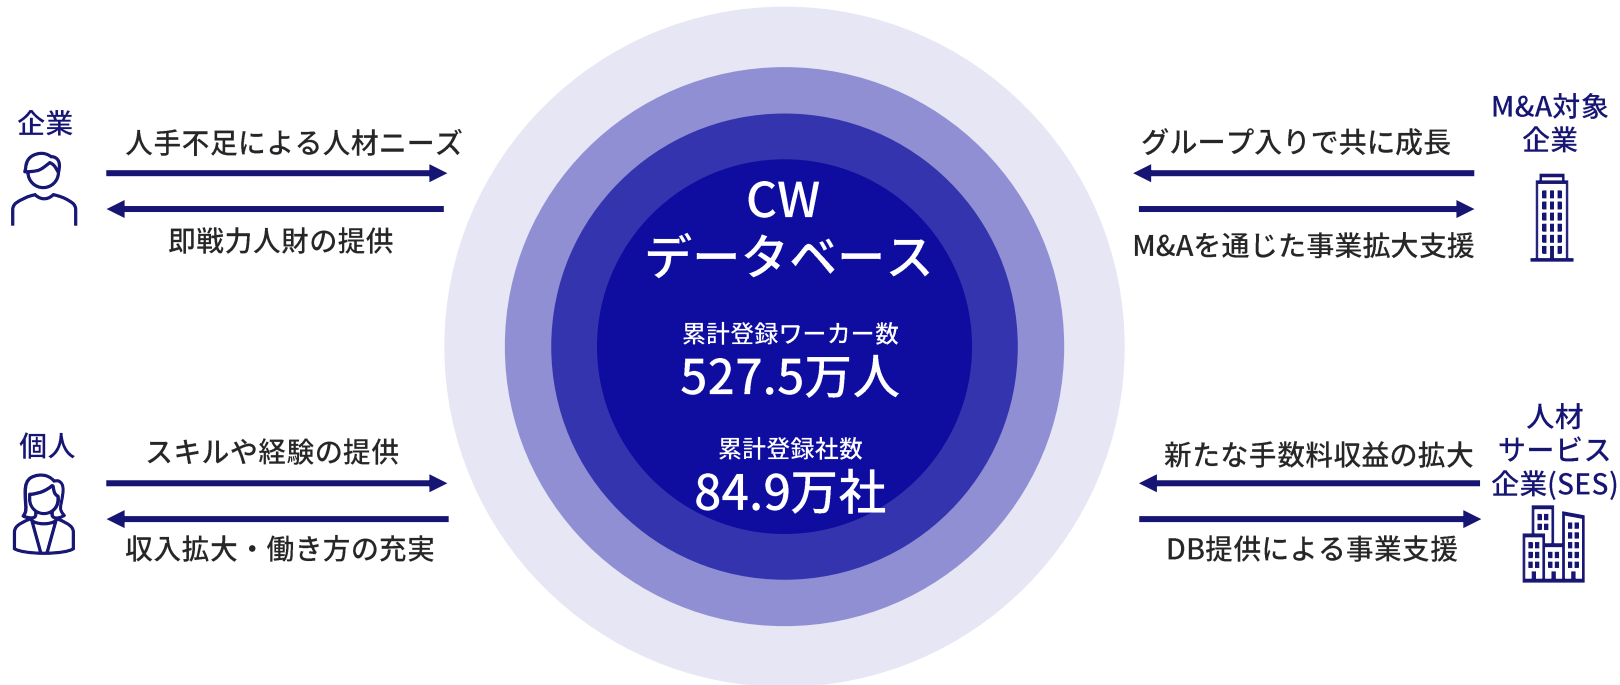 企業
人手不足による人材ニーズ
即戦力人財の提供
個人
スキルや経験の提供
収入拡大・働き方の充実
CW
データベース
累計登録ワーカー数
527.5万人
累計登録社数
84.9万社
M&A対象
企業
グループ入りで共に成長
M&Aを通じた事業拡大支援
人材
サービス
企業(SES)
新たな手数料収益の拡大
DB提供による事業支援